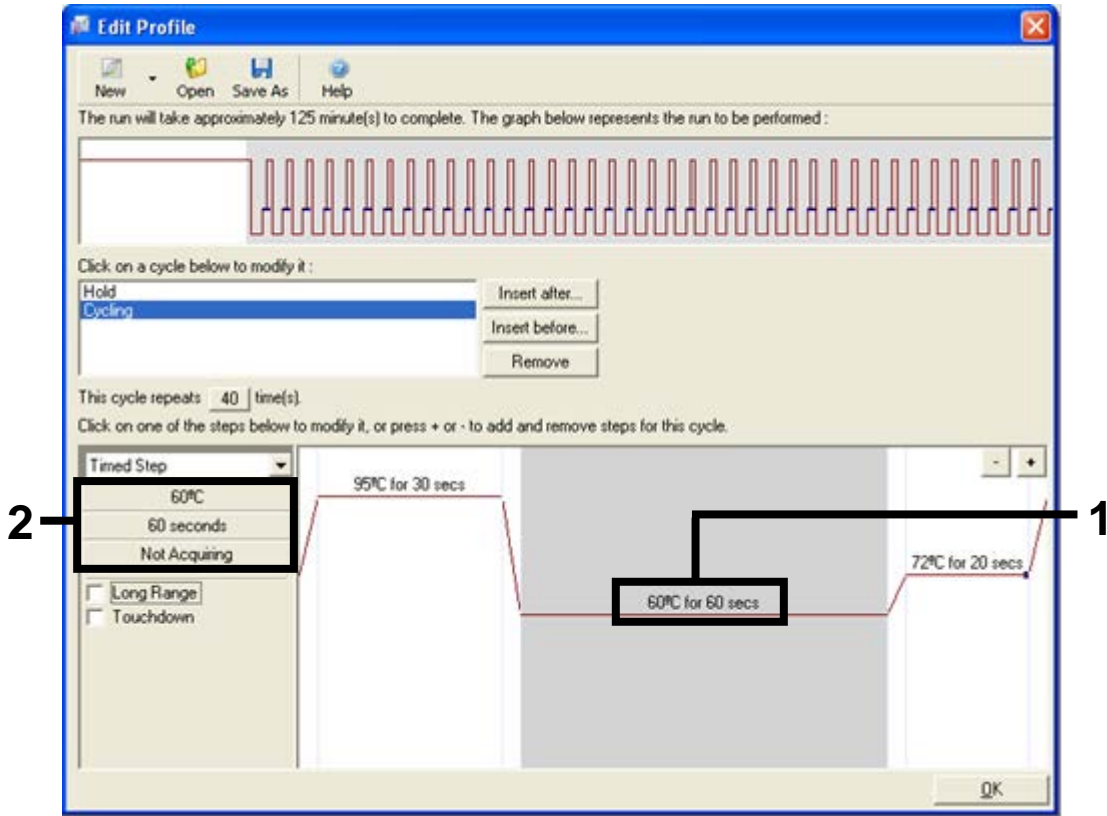 Edit Profile
New Open Save As Help
The run will take approximately 125 minute(s) to complete. The graph below represents the run to be performed :
Click on a cycle below to modify it :
Hold
Cycling
Insert after...
Insert before...
Remove
This cycle repeats 40 time(s).
Click on one of the steps below to modify it, or press + or - to add and remove steps for this cycle.
Timed Step
60ºC
60 seconds
Not Acquiring
Long Range
Touchdown
95ºC for 30 secs
60ºC for 60 secs
72ºC for 20 secs
- +
2
1
OK